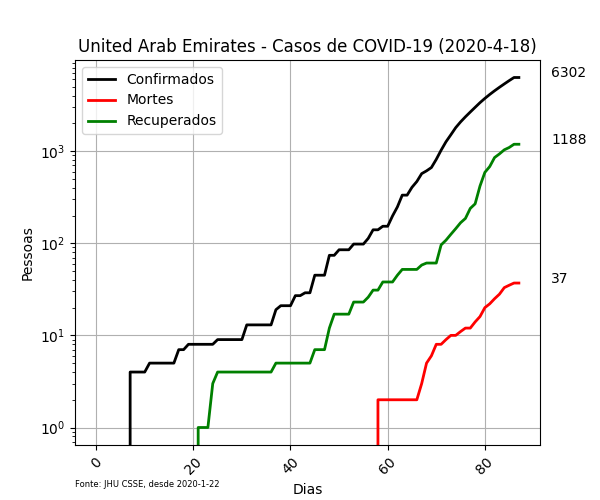 United Arab Emirates - Casos de COVID-19 (2020-4-18)
Confirmados
Mortes
Recuperados
6302
1188
37
10³
10²
10¹
10⁰
Pessoas
0
20
40
60
80
Dias
Fonte: JHU CSSE, desde 2020-1-22